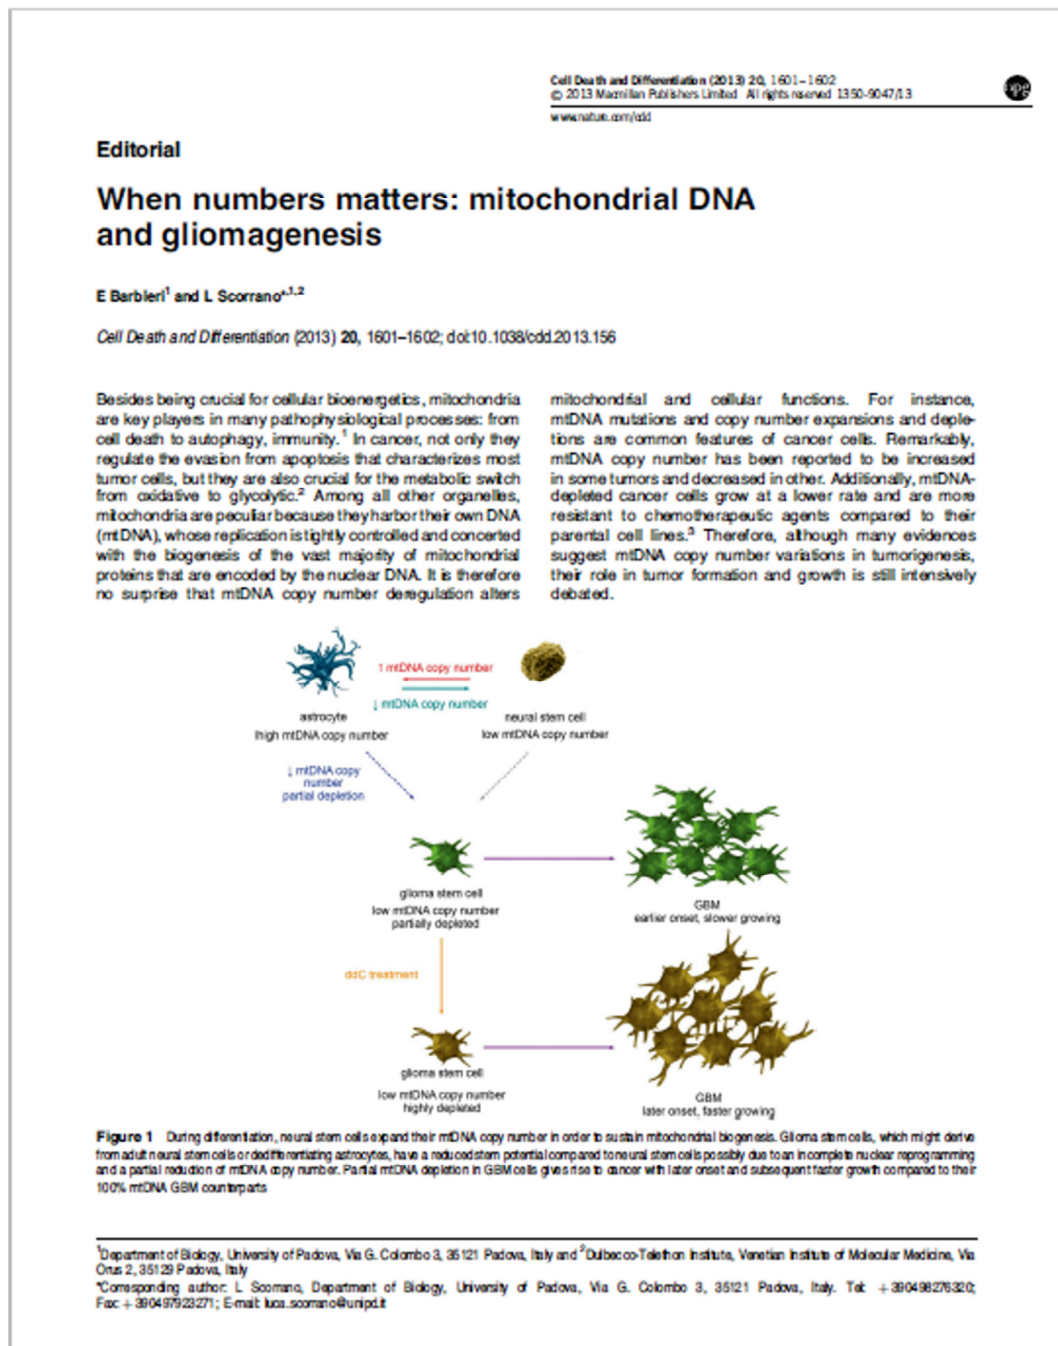 Cell Death and Differentiation (2013) 20, 1601–1602
© 2013 Macmillan Publishers Limited All rights reserved 1350-9047/13
npg
www.nature.com/cdd
Editorial
When numbers matters: mitochondrial DNA
and gliomagenesis
E Barbieri1 and L Scorrano*,1,2
Cell Death and Differentiation (2013) 20, 1601–1602; doi:10.1038/cdd.2013.156
Besides being crucial for cellular bioenergetics, mitochondria
are key players in many pathophysiological processes: from
cell death to autophagy, immunity.1 In cancer, not only they
regulate the evasion from apoptosis that characterizes most
tumor cells, but they are also crucial for the metabolic switch
from oxidative to glycolytic.2 Among all other organelles,
mitochondria are peculiar because they harbor their own DNA
(mtDNA), whose replication is tightly controlled and concerted
with the biogenesis of the vast majority of mitochondrial
proteins that are encoded by the nuclear DNA. It is therefore
no surprise that mtDNA copy number deregulation alters
mitochondrial and cellular functions. For instance,
mtDNA mutations and copy number expansions and deple-
tions are common features of cancer cells. Remarkably,
mtDNA copy number has been reported to be increased
in some tumors and decreased in other. Additionally, mtDNA-
depleted cancer cells grow at a lower rate and are more
resistant to chemotherapeutic agents compared to their
parental cell lines.3 Therefore, although many evidences
suggest mtDNA copy number variations in tumorigenesis,
their role in tumor formation and growth is still intensively
debated.
↑ mtDNA copy number
↓ mtDNA copy number
astrocyte
high mtDNA copy number
neural stem cell
low mtDNA copy number
↓ mtDNA copy
number
partial depletion
glioma stem cell
low mtDNA copy number
partially depleted
GBM
earlier onset, slower growing
ddC treatment
glioma stem cell
low mtDNA copy number
highly depleted
GBM
later onset, faster growing
Figure 1 During differentiation, neural stem cells expand their mtDNA copy number in order to sustain mitochondrial biogenesis. Glioma stem cells, which might derive
from adult neural stem cells or dedifferentiating astrocytes, have a reduced stem potential compared to neural stem cells possibly due to an incomplete nuclear reprogramming
and a partial reduction of mtDNA copy number. Partial mtDNA depletion in GBM cells gives rise to cancer with later onset and subsequent faster growth compared to their
100% mtDNA GBM counterparts
1Department of Biology, University of Padova, Via G. Colombo 3, 35121 Padova, Italy and 2Dulbecco-Telethon Institute, Venetian Institute of Molecular Medicine, Via
Orus 2, 35129 Padova, Italy
*Corresponding author: L Scorrano, Department of Biology, University of Padova, Via G. Colombo 3, 35121 Padova, Italy. Tel: +390498276320;
Fax: +390497923271; E-mail: luca.scorrano@unipd.it